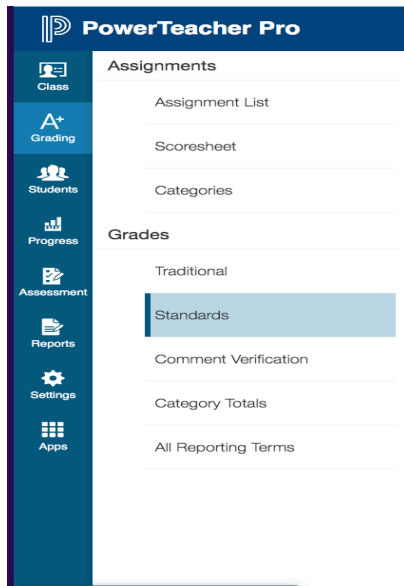 PowerTeacher Pro
Class
Grading
Students
Progress
Assessment
Reports
Settings
Apps
Assignments
Assignment List
Scoresheet
Categories
Grades
Traditional
Standards
Comment Verification
Category Totals
All Reporting Terms